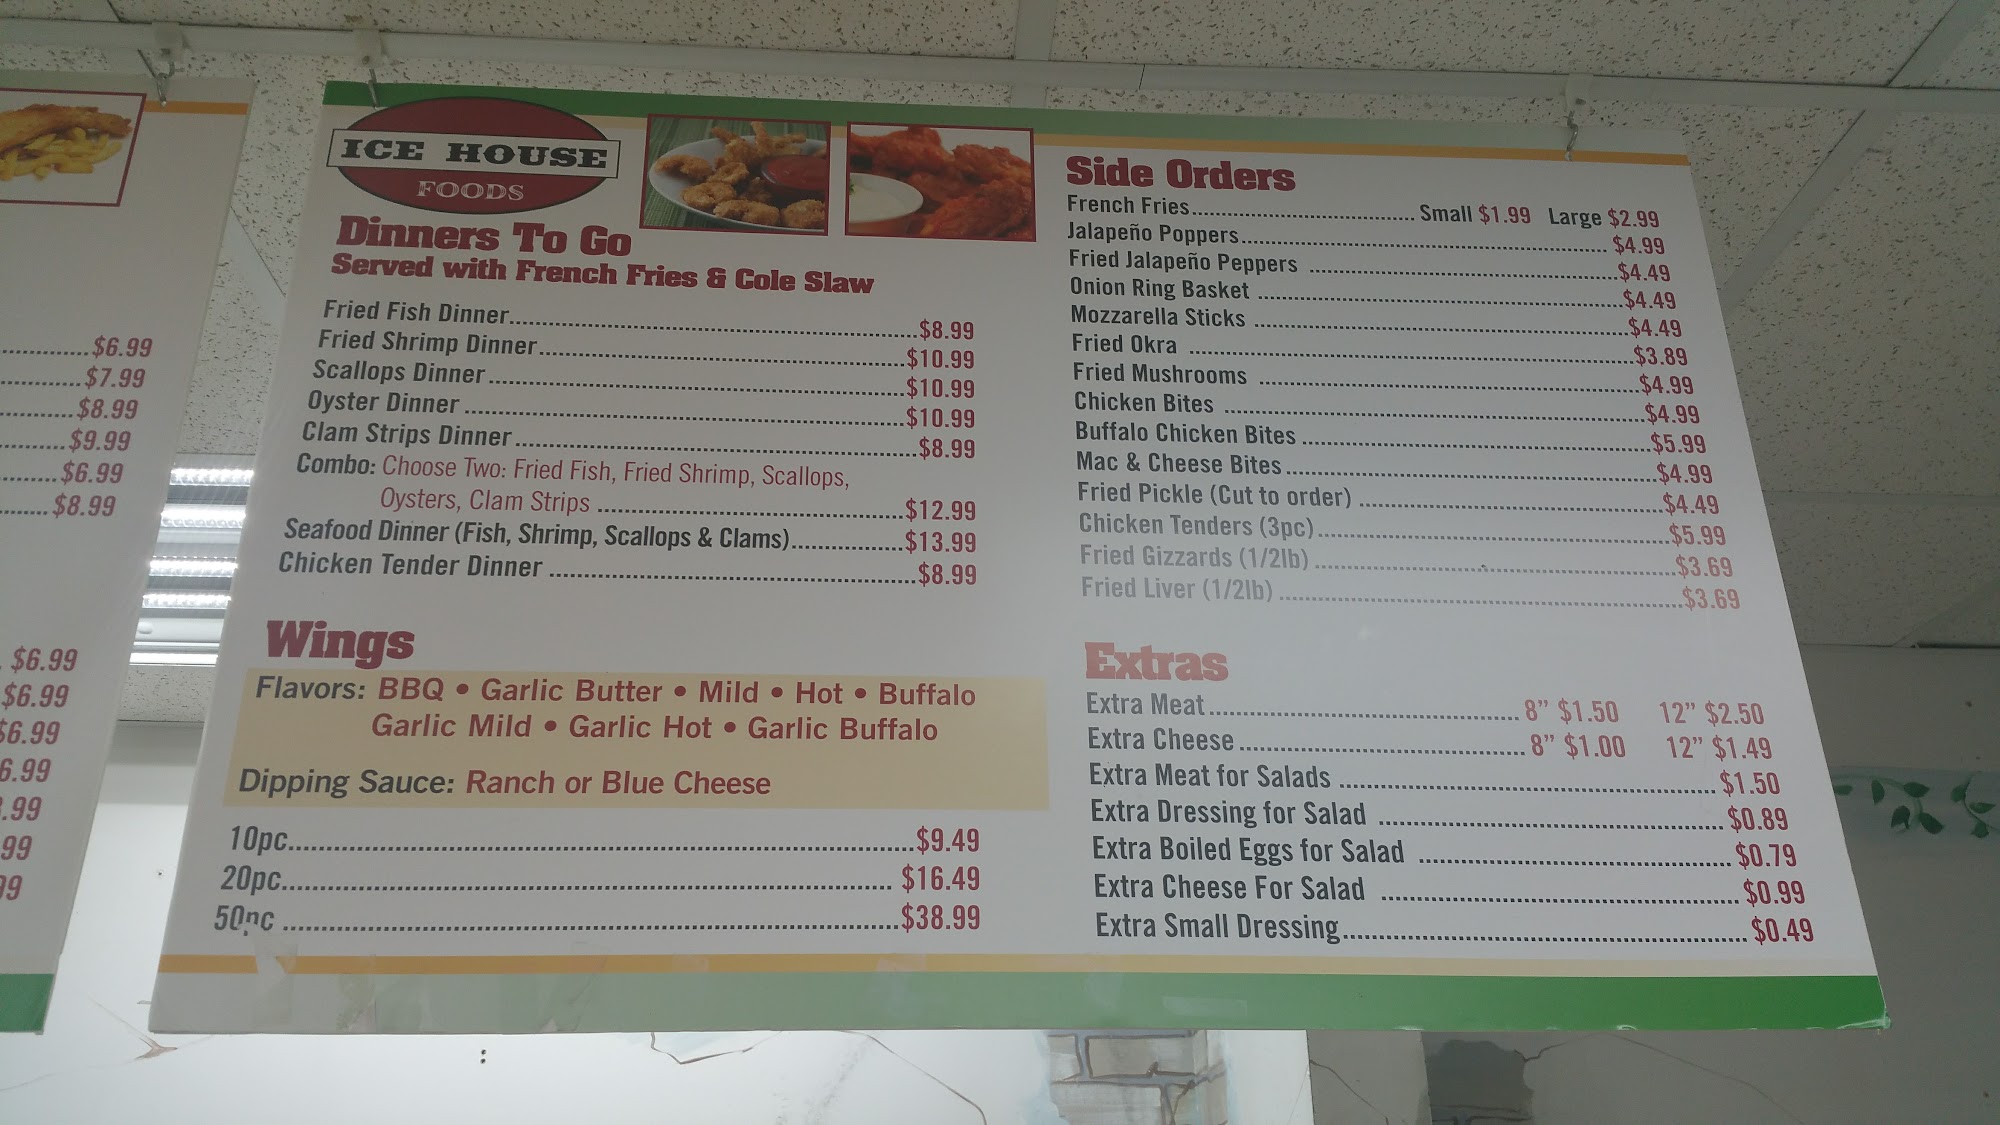 $6.99
$7.99
$8.99
$9.99
$6.99
$8.99
$6.99
$6.99
$6.99
6.99
.99
99
99
ICE HOUSE
FOODS
Dinners To Go
Served with French Fries & Cole Slaw
Fried Fish Dinner $8.99
Fried Shrimp Dinner $10.99
Scallops Dinner $10.99
Oyster Dinner $10.99
Clam Strips Dinner $8.99
Combo: Choose Two: Fried Fish, Fried Shrimp, Scallops,
Oysters, Clam Strips $12.99
Seafood Dinner (Fish, Shrimp, Scallops & Clams) $13.99
Chicken Tender Dinner $8.99
Wings
Flavors: BBQ • Garlic Butter • Mild • Hot • Buffalo
Garlic Mild • Garlic Hot • Garlic Buffalo
Dipping Sauce: Ranch or Blue Cheese
10pc $9.49
20pc $16.49
50pc $38.99
Side Orders
French Fries Small $1.99 Large $2.99
Jalapeño Poppers $4.99
Fried Jalapeño Peppers $4.49
Onion Ring Basket $4.49
Mozzarella Sticks $4.49
Fried Okra $3.89
Fried Mushrooms $4.99
Chicken Bites $4.99
Buffalo Chicken Bites $5.99
Mac & Cheese Bites $4.99
Fried Pickle (Cut to order) $4.49
Chicken Tenders (3pc) $5.99
Fried Gizzards (1/2lb) $3.69
Fried Liver (1/2lb) $3.69
Extras
Extra Meat 8” $1.50 12” $2.50
Extra Cheese 8” $1.00 12” $1.49
Extra Meat for Salads $1.50
Extra Dressing for Salad $0.89
Extra Boiled Eggs for Salad $0.79
Extra Cheese For Salad $0.99
Extra Small Dressing $0.49